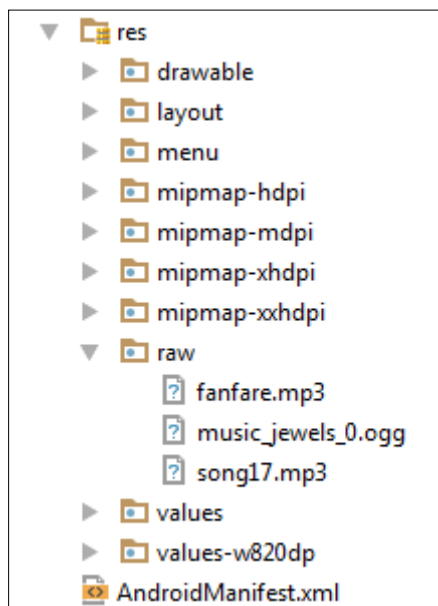 res
drawable
layout
menu
mipmap-hdpi
mipmap-mdpi
mipmap-xhdpi
mipmap-xxhdpi
raw
fanfare.mp3
music_jewels_0.ogg
song17.mp3
values
values-w820dp
AndroidManifest.xml